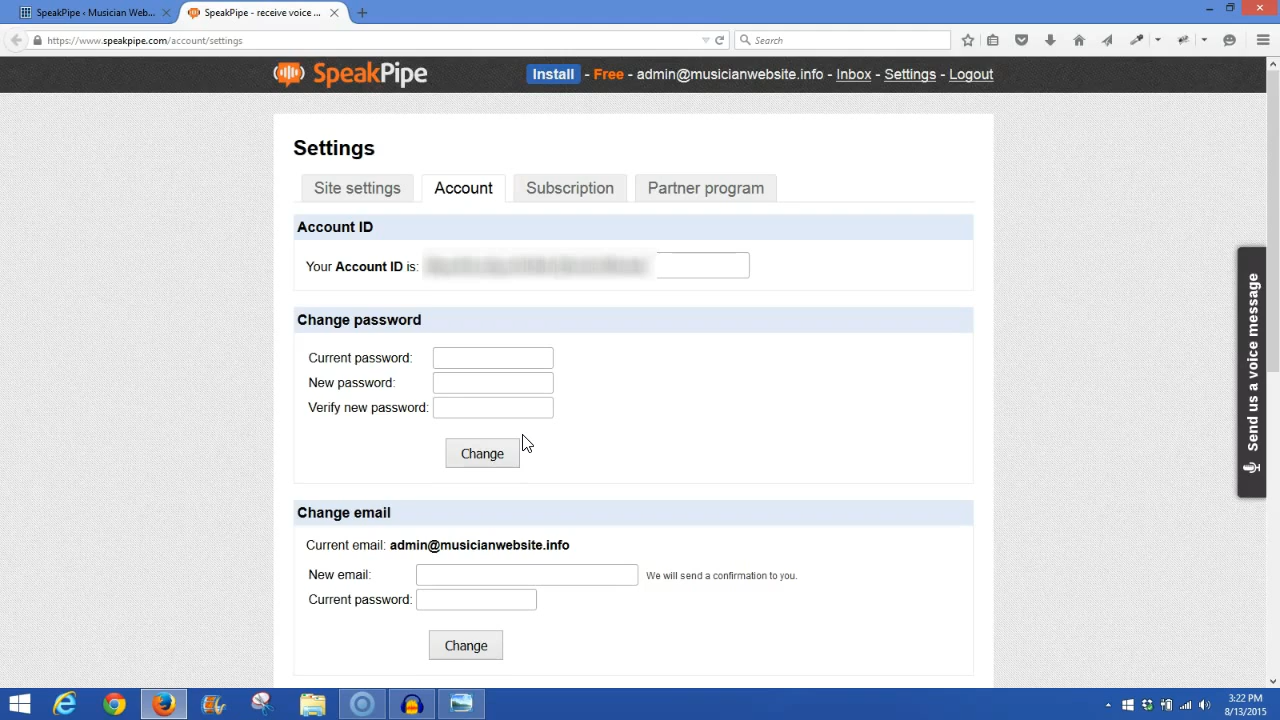 SpeakPipe - Musician Web...
SpeakPipe - receive voice ...
https://www.speakpipe.com/account/settings
Search
SpeakPipe
Install - Free - admin@musicianwebsite.info - Inbox - Settings - Logout
Settings
Site settings
Account
Subscription
Partner program
Account ID
Your Account ID is:
Change password
Current password:
New password:
Verify new password:
Change
Change email
Current email: admin@musicianwebsite.info
New email:
We will send a confirmation to you.
Current password:
Change
Send us a voice message
3:22 PM
8/13/2015